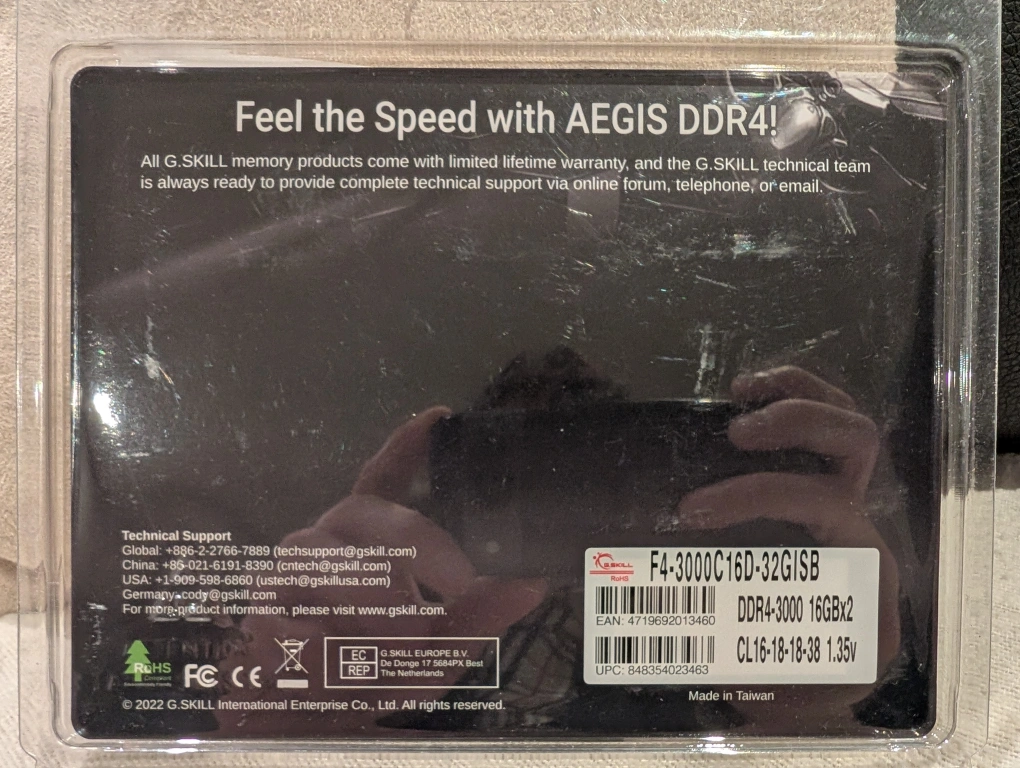 Feel the Speed with AEGIS DDR4!
All G.SKILL memory products come with limited lifetime warranty, and the G.SKILL technical team
is always ready to provide complete technical support via online forum, telephone, or email.
Technical Support
Global: +886-2-2766-7889 (techsupport@gskill.com)
China: +86-021-6191-8390 (cntech@gskill.com)
USA: +1-909-598-6860 (ustech@gskillusa.com)
Germany: cody@gskill.com
For more product information, please visit www.gskill.com.
RoHS
Compliant
Environmentally Friendly
FC CE
EC
REP
G.SKILL EUROPE B.V.
De Donge 17 5684PX Best
The Netherlands
© 2022 G.SKILL International Enterprise Co., Ltd. All rights reserved.
G.SKILL
RoHS
F4-3000C16D-32GISB
EAN: 4719692013460
DDR4-3000 16GBx2
UPC: 848354023463
CL16-18-18-38 1.35v
Made in Taiwan